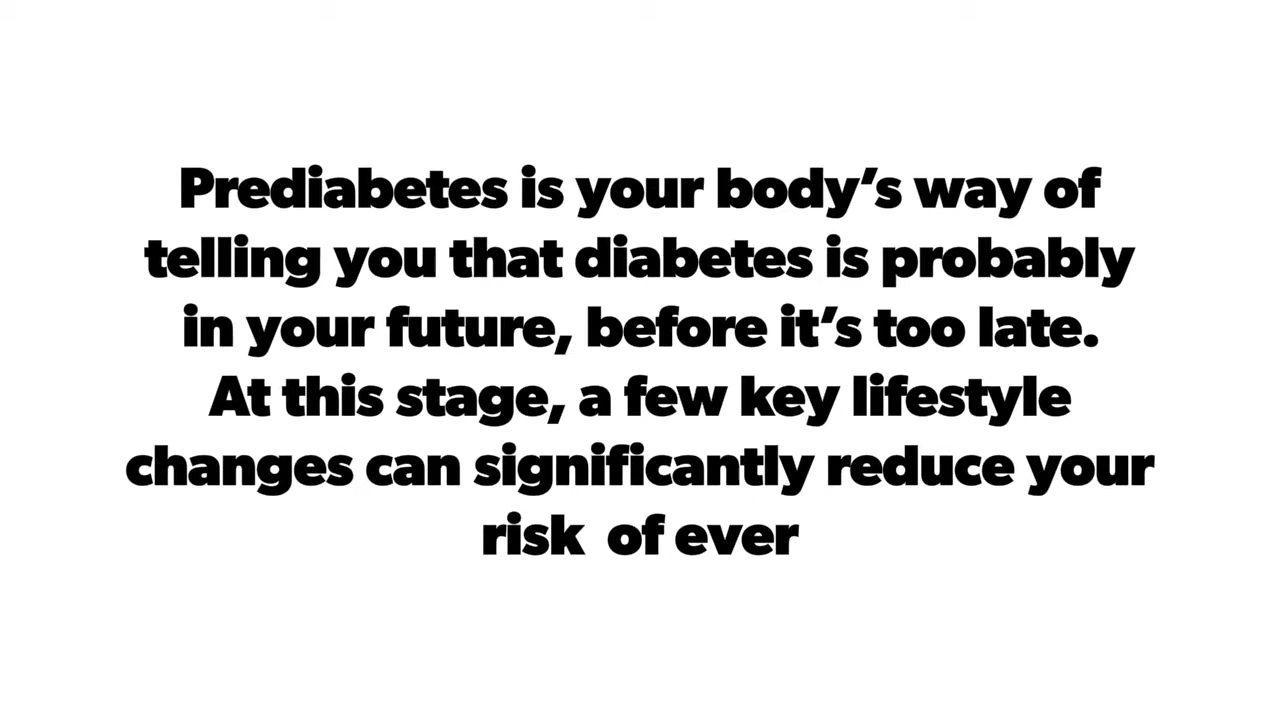 Prediabetes is your body’s way of
telling you that diabetes is probably
in your future, before it’s too late.
At this stage, a few key lifestyle
changes can significantly reduce your
risk  of ever